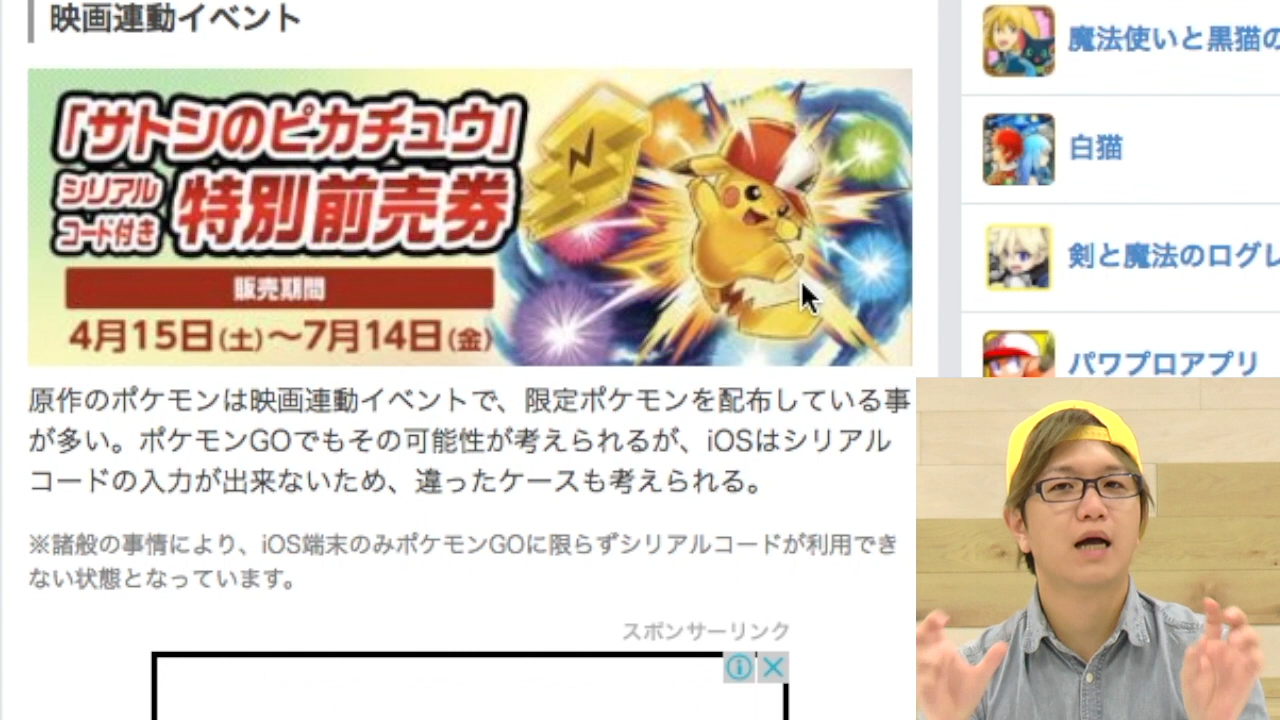 映画連動イベント
「サトシのピカチュウ」
シリアル
コード付き
特別前売券
販売期間
4月15日(土)～7月14日(金)
原作のポケモンは映画連動イベントで、限定ポケモンを配布している事
が多い。ポケモンGOでもその可能性が考えられるが、iOSはシリアル
コードの入力が出来ないため、違ったケースも考えられる。
※諸般の事情により、iOS端末のみポケモンGOに限らずシリアルコードが利用でき
ない状態となっています。
スポンサーリンク
魔法使いと黒猫の
白猫
剣と魔法のログレ
パワプロアプリ